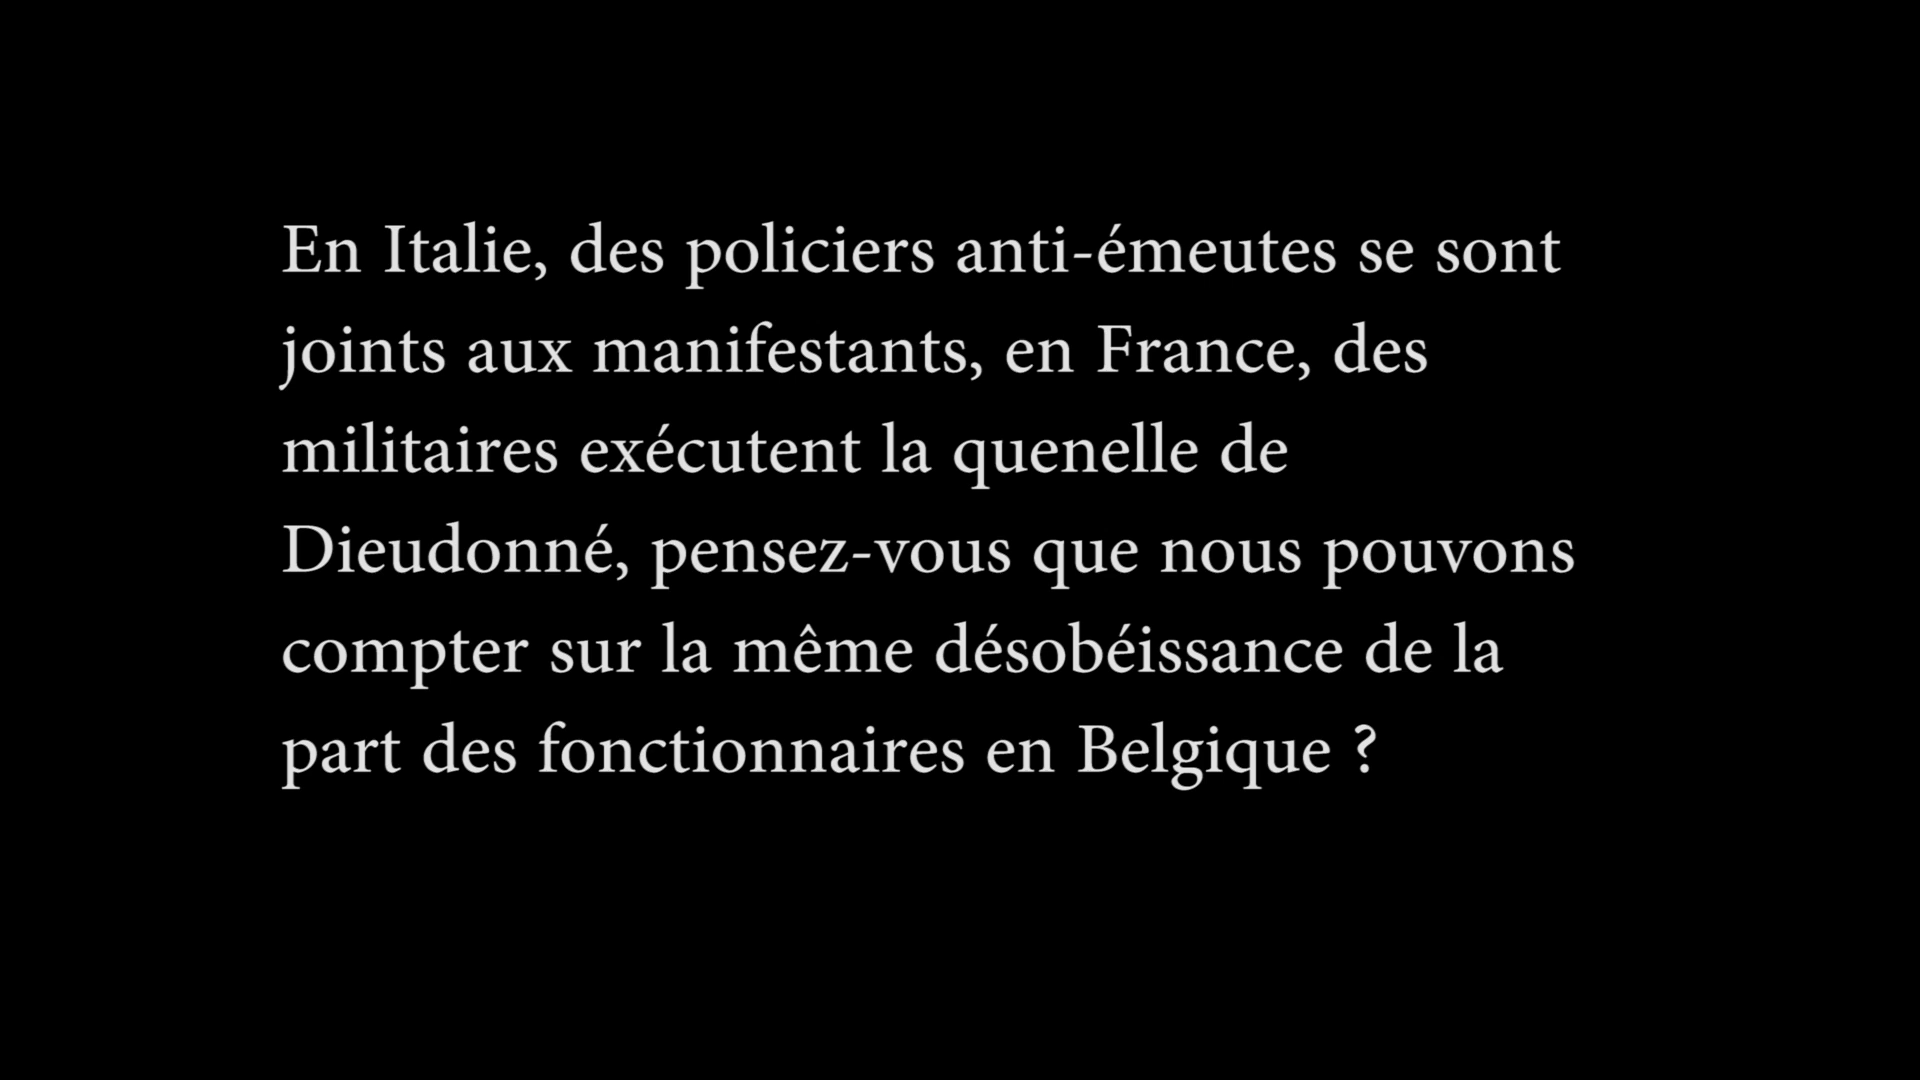 En Italie, des policiers anti-émeutes se sont
joints aux manifestants, en France, des
militaires exécutent la quenelle de
Dieudonné, pensez-vous que nous pouvons
compter sur la même désobéissance de la
part des fonctionnaires en Belgique ?